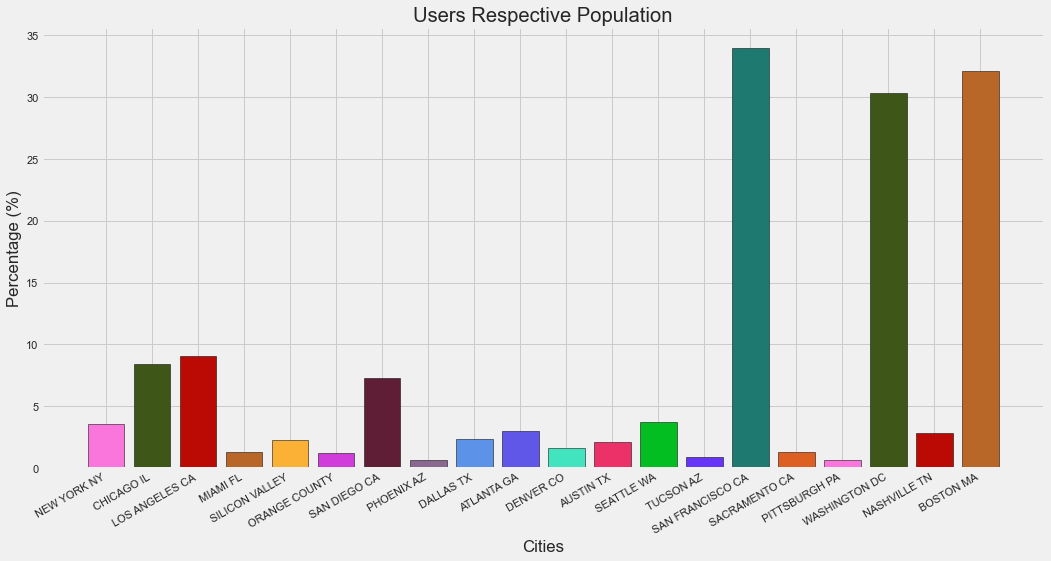 Users Respective Population
Percentage (%)
35
30
25
20
15
10
5
0
NEW YORK NY
CHICAGO IL
LOS ANGELES CA
MIAMI FL
SILICON VALLEY
ORANGE COUNTY
SAN DIEGO CA
PHOENIX AZ
DALLAS TX
ATLANTA GA
DENVER CO
AUSTIN TX
SEATTLE WA
TUCSON AZ
SAN FRANCISCO CA
SACRAMENTO CA
PITTSBURGH PA
WASHINGTON DC
NASHVILLE TN
BOSTON MA
Cities